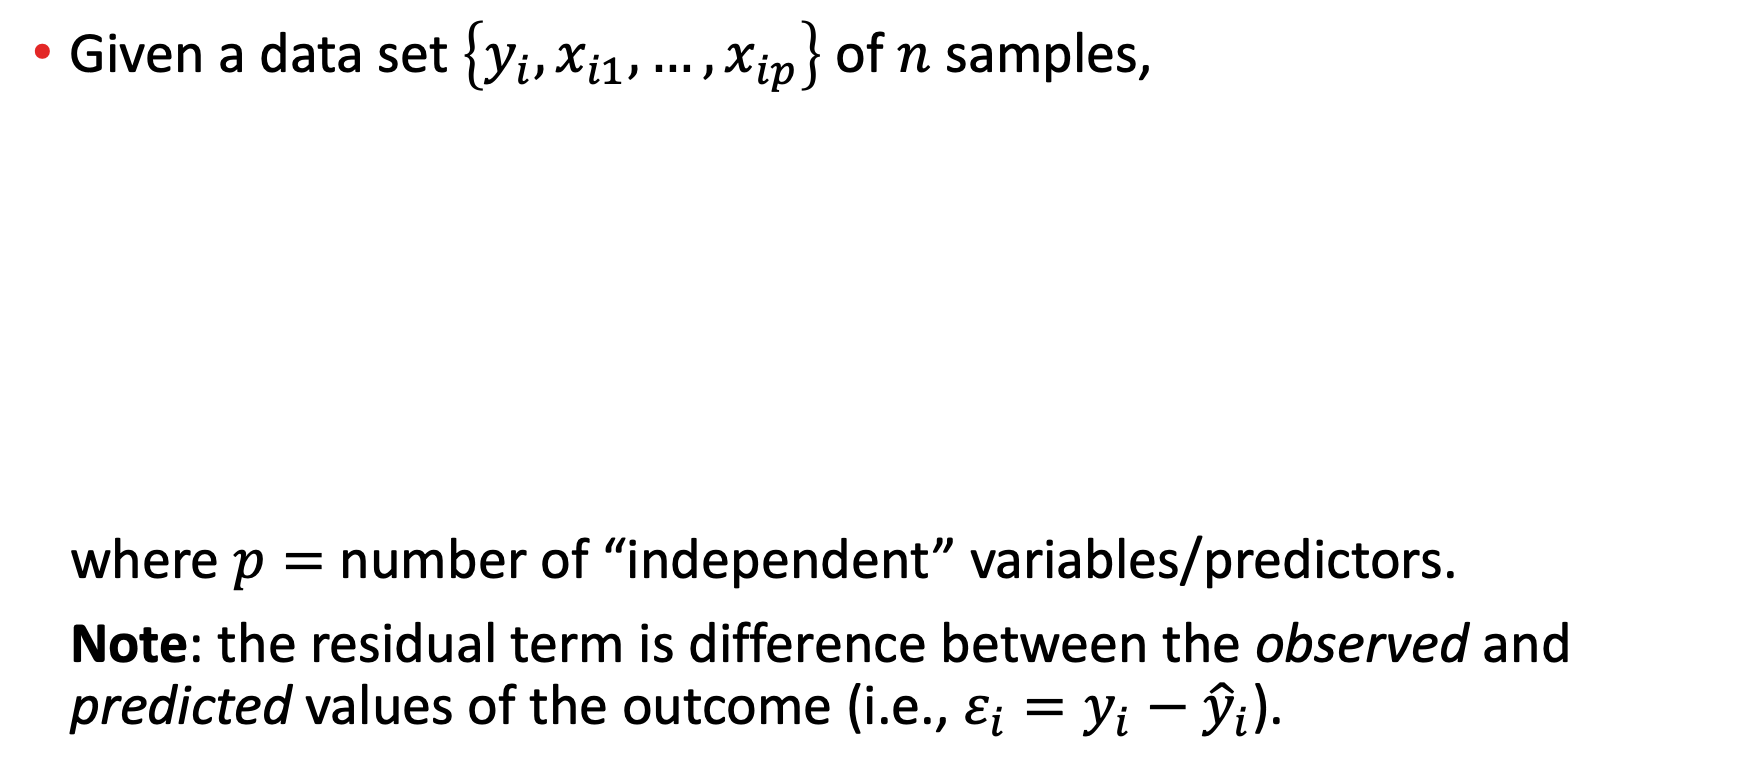 • Given a data set {yᵢ, xᵢ₁, … , xᵢₚ} of n samples,
where p = number of “independent” variables/predictors.
Note: the residual term is difference between the observed and
predicted values of the outcome (i.e., εᵢ = yᵢ − ŷᵢ).